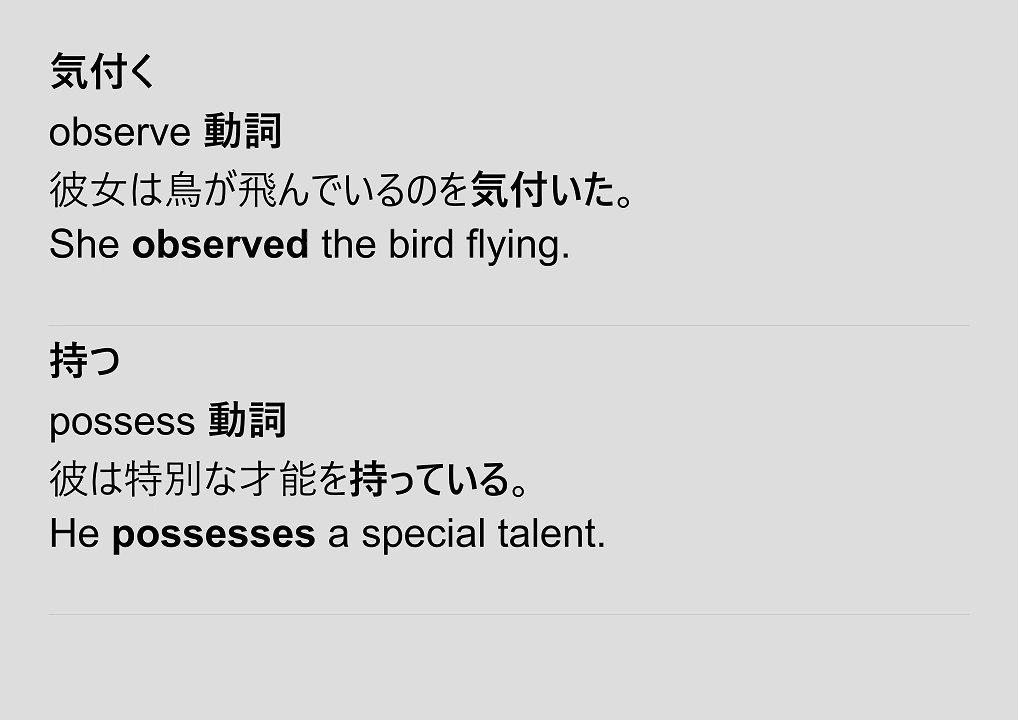 気付く
observe 動詞
彼女は鳥が飛んでいるのを気付いた。
She observed the bird flying.
持つ
possess 動詞
彼は特別な才能を持っている。
He possesses a special talent.